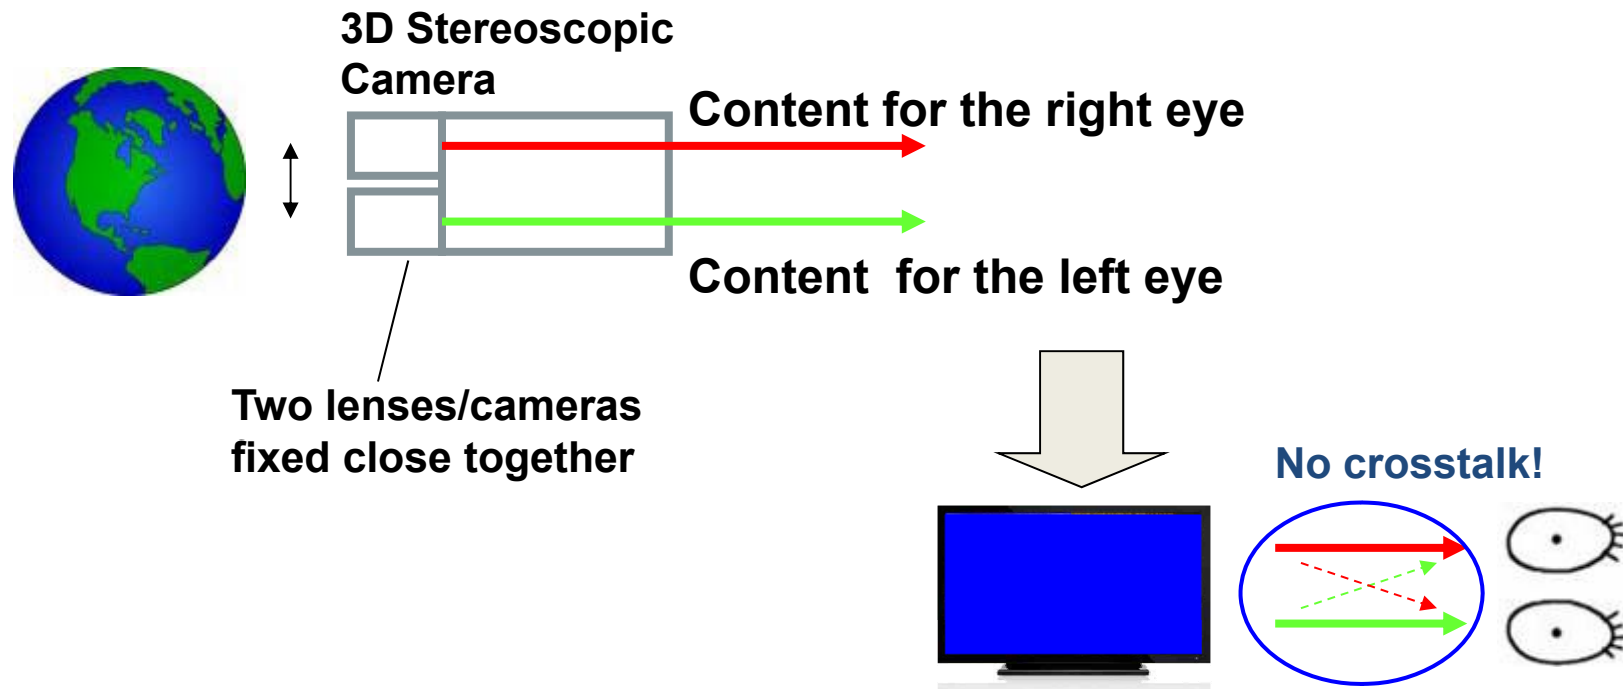 3D Stereoscopic
Camera
Content for the right eye
Content for the left eye
Two lenses/cameras
fixed close together
No crosstalk!